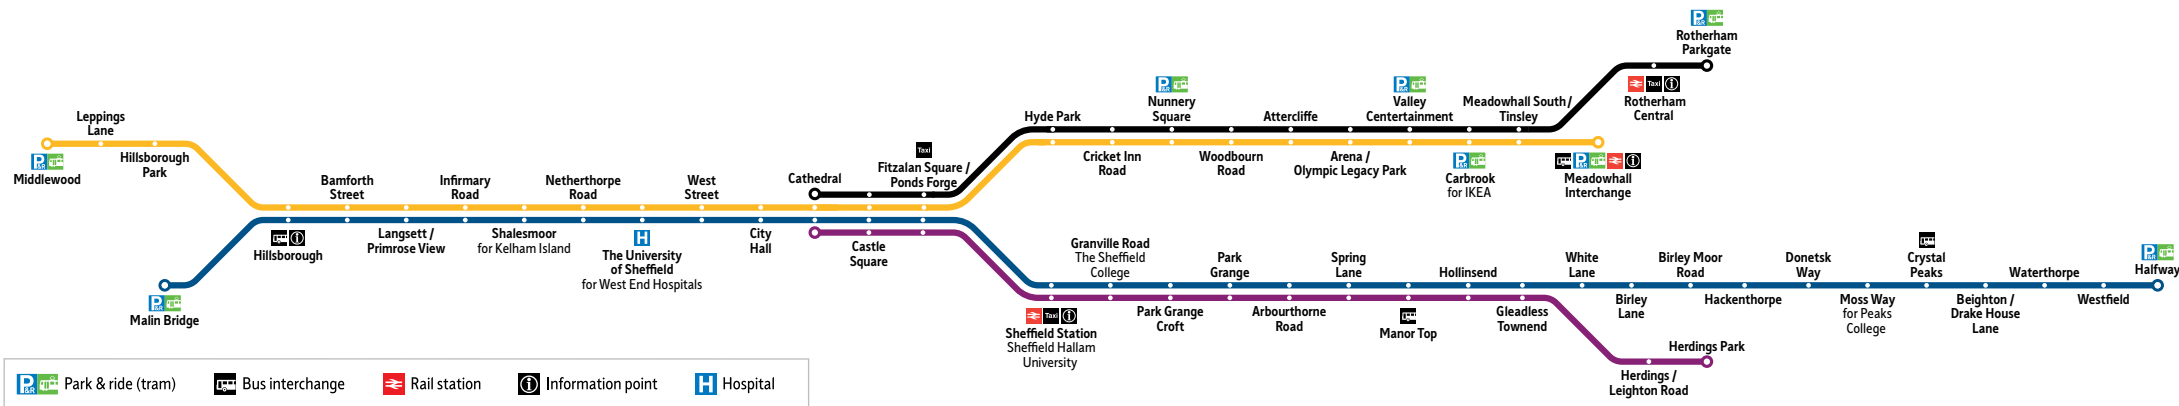 Leppings
Lane
Hillsborough
Park
P&R
Middlewood
P&R
Malin Bridge
Hillsborough
Bamforth
Street
Langsett /
Primrose View
Infirmary
Road
Shalesmoor
for Kelham Island
Netherthorpe
Road
H
The University
of Sheffield
for West End Hospitals
West
Street
City
Hall
Cathedral
Castle
Square
Taxi
Fitzalan Square /
Ponds Forge
Hyde Park
Cricket Inn
Road
P&R
Nunnery
Square
Woodbourn
Road
Attercliffe
Arena /
Olympic Legacy Park
P&R
Valley
Centertainment
P&R
Carbrook
for IKEA
Meadowhall South /
Tinsley
P&R
Meadowhall
Interchange
Taxi
Rotherham
Central
P&R
Rotherham
Parkgate
Taxi
Sheffield Station
Sheffield Hallam
University
Granville Road
The Sheffield
College
Park Grange
Croft
Park
Grange
Arbourthorne
Road
Spring
Lane
Manor Top
Hollinsend
Gleadless
Townend
Herdings /
Leighton Road
Herdings Park
White
Lane
Birley
Lane
Birley Moor
Road
Hackenthorpe
Donetsk
Way
Moss Way
for Peaks
College
Crystal
Peaks
Beighton /
Drake House
Lane
Waterthorpe
Westfield
P&R
Halfway
P&R Park & ride (tram)
Bus interchange
Rail station
Information point
H Hospital